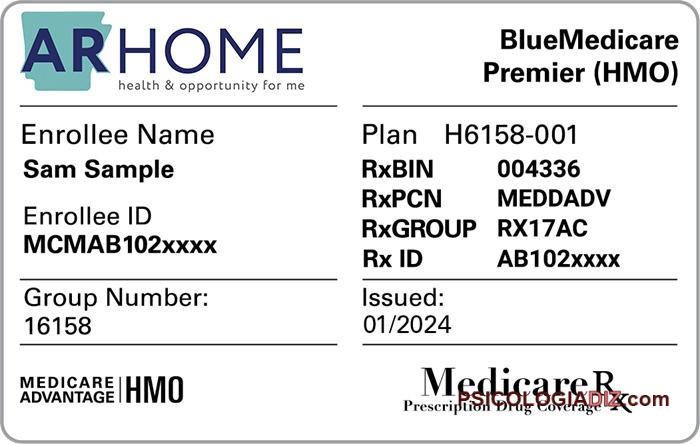 ARHOME
health & opportunity for me
BlueMedicare
Premier (HMO)
Enrollee Name
Sam Sample
Enrollee ID
MCMAB102xxxx
Plan H6158-001
RxBIN 004336
RxPCN MEDDADV
RxGROUP RX17AC
Rx ID AB102xxxx
Group Number:
16158
Issued:
01/2024
MEDICARE
ADVANTAGE
HMO
MedicareRx
Prescription Drug Coverage
PSICOLOGIADIZ.com